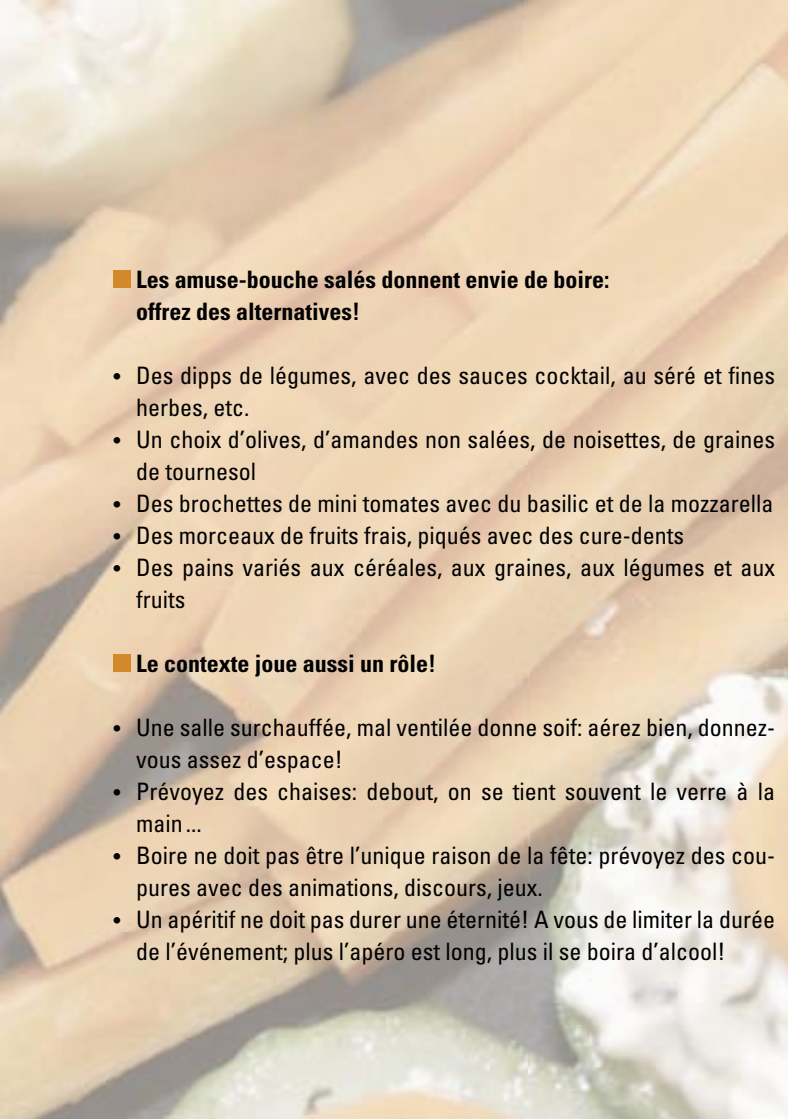 ■ Les amuse-bouche salés donnent envie de boire:
offrez des alternatives!
• Des dipps de légumes, avec des sauces cocktail, au séré et fines
herbes, etc.
• Un choix d’olives, d’amandes non salées, de noisettes, de graines
de tournesol
• Des brochettes de mini tomates avec du basilic et de la mozzarella
• Des morceaux de fruits frais, piqués avec des cure-dents
• Des pains variés aux céréales, aux graines, aux légumes et aux
fruits
■ Le contexte joue aussi un rôle!
• Une salle surchauffée, mal ventilée donne soif: aérez bien, donnez-
vous assez d’espace!
• Prévoyez des chaises: debout, on se tient souvent le verre à la
main ...
• Boire ne doit pas être l’unique raison de la fête: prévoyez des cou-
pures avec des animations, discours, jeux.
• Un apéritif ne doit pas durer une éternité! A vous de limiter la durée
de l’événement; plus l’apéro est long, plus il se boira d’alcool!